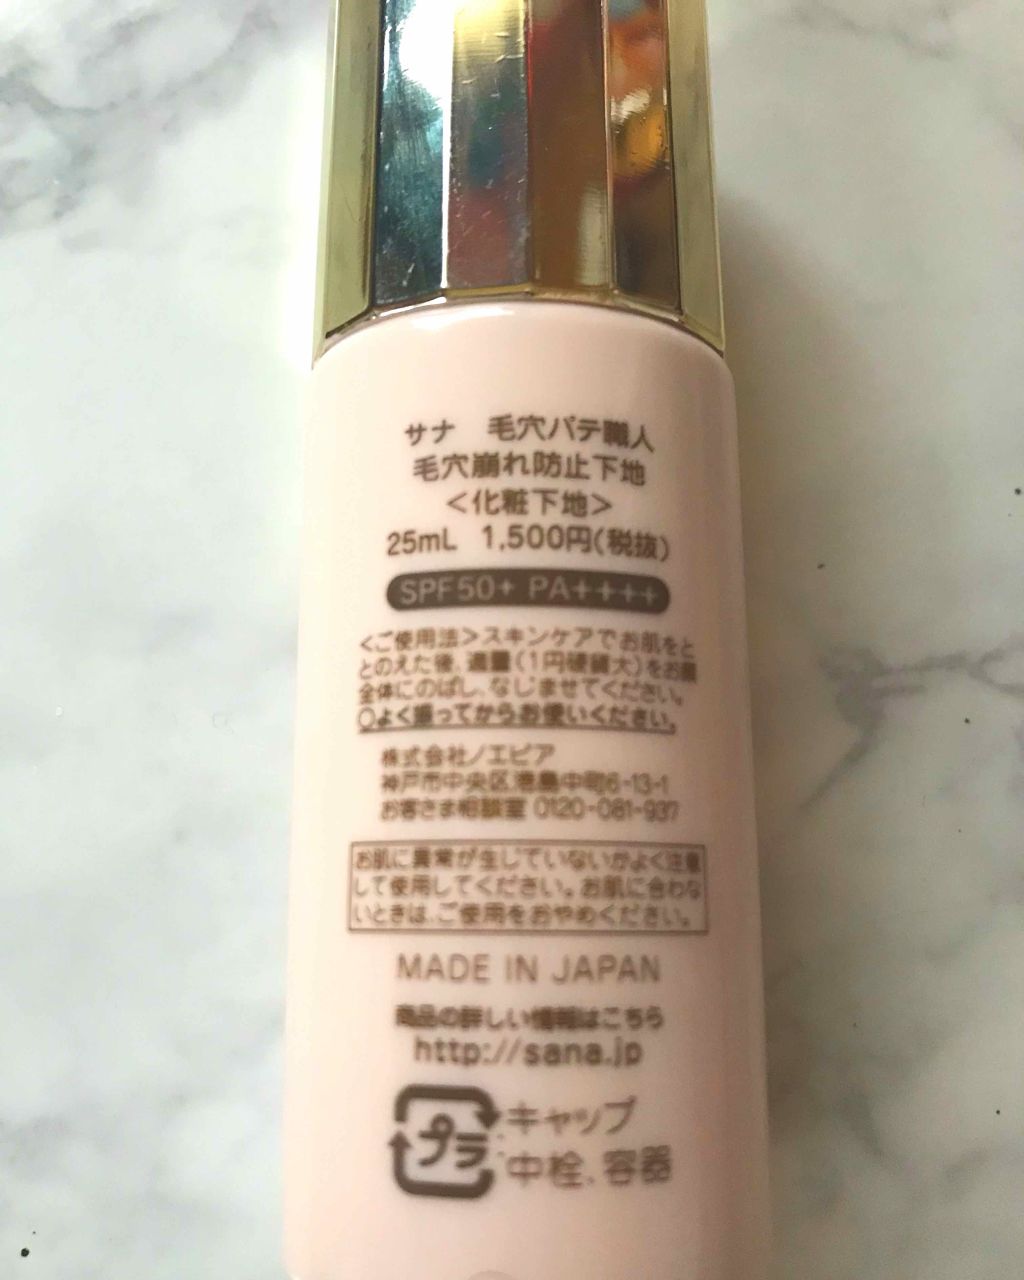 サナ 毛穴パテ職人
毛穴崩れ防止下地
＜化粧下地＞
25mL 1,500円(税抜)
SPF50+ PA++++
＜ご使用法＞スキンケアでお肌をと
とのえた後、適量(1円硬貨大)をお顔
全体にのばし、なじませてください。
○よく振ってからお使いください。
株式会社ノエビア
神戸市中央区港島中町6-13-1
お客さま相談室 0120-081-937
お肌に異常が生じていないかよく注意
して使用してください。お肌に合わな
いときは、ご使用をおやめください。
MADE IN JAPAN
商品の詳しい情報はこちら
http://sana.jp
プラ
キャップ
中栓、容器